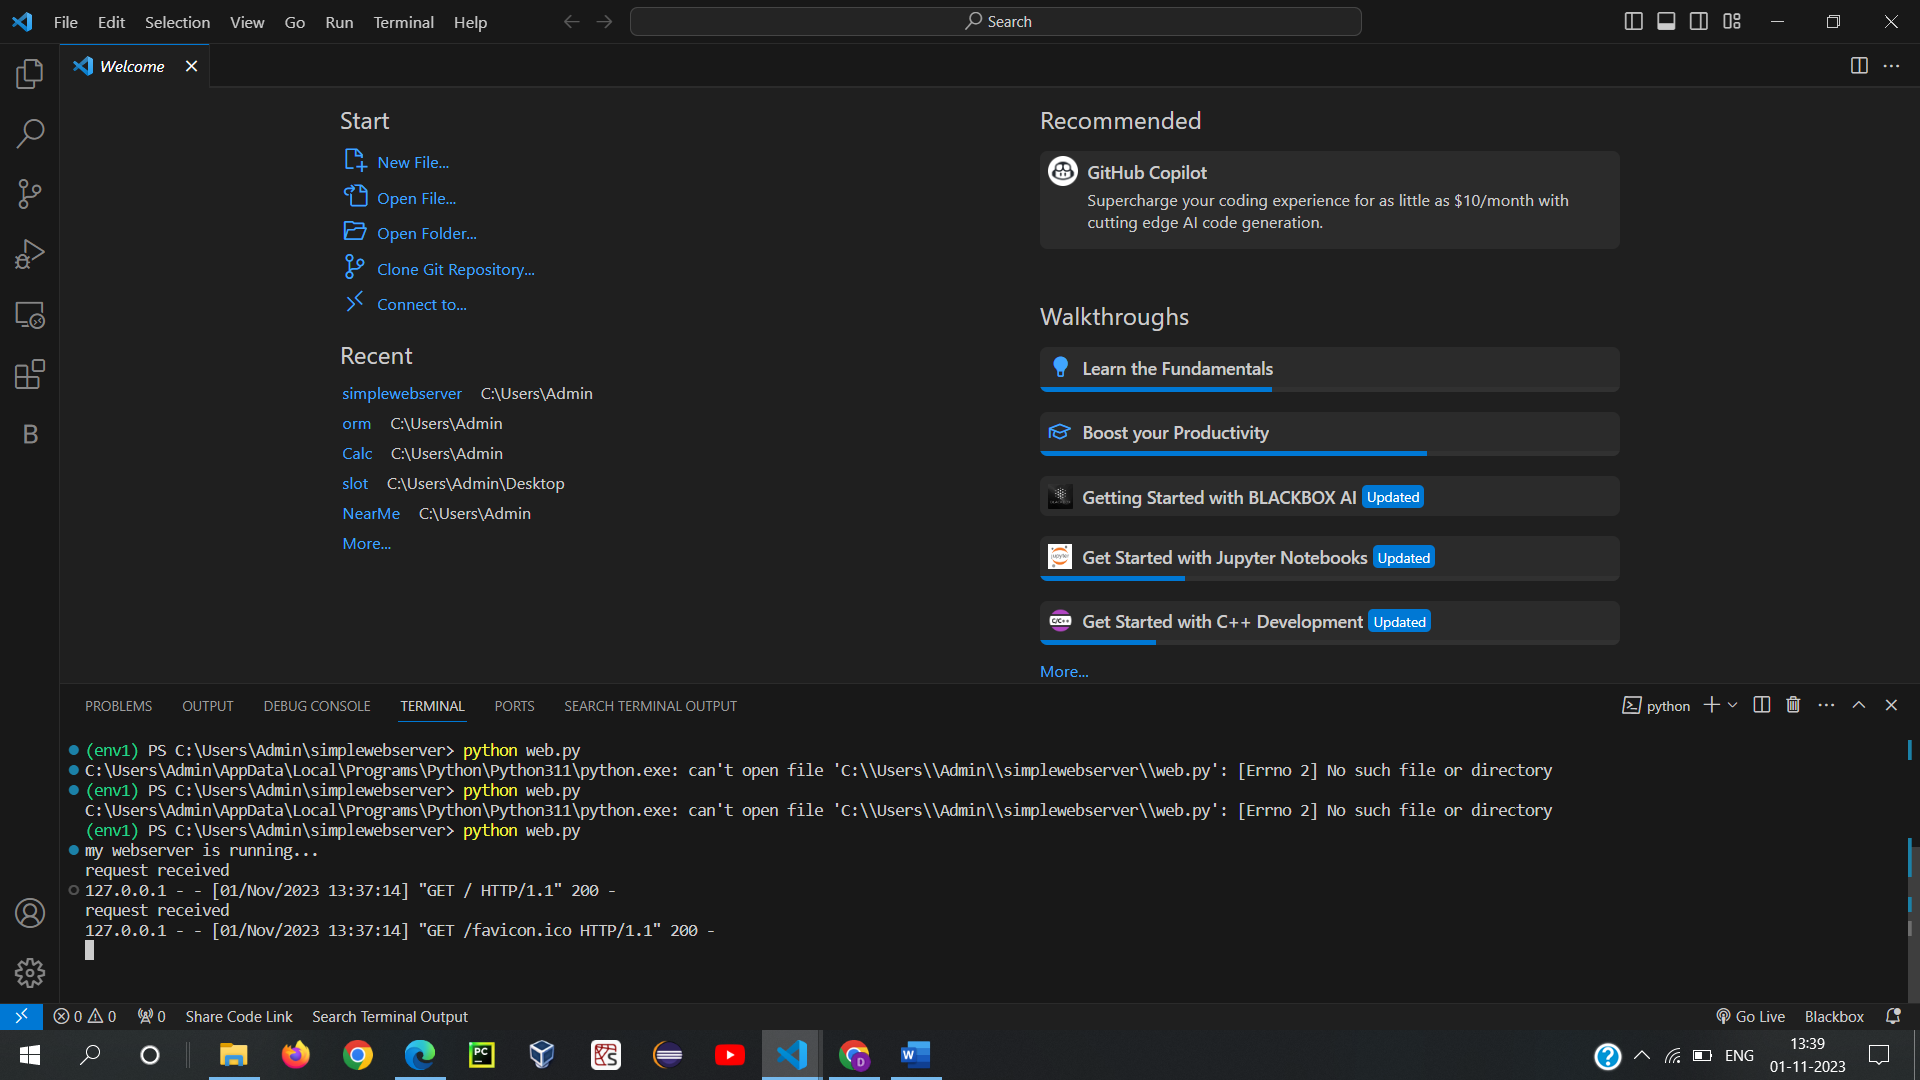 File Edit Selection View Go Run Terminal Help
Search
Welcome
Start
New File...
Open File...
Open Folder...
Clone Git Repository...
Connect to...
Recent
simplewebserver C:\Users\Admin
orm C:\Users\Admin
Calc C:\Users\Admin
slot C:\Users\Admin\Desktop
NearMe C:\Users\Admin
More...
Recommended
GitHub Copilot
Supercharge your coding experience for as little as $10/month with
cutting edge AI code generation.
Walkthroughs
Learn the Fundamentals
Boost your Productivity
Getting Started with BLACKBOX AI Updated
Get Started with Jupyter Notebooks Updated
Get Started with C++ Development Updated
More...
B
PROBLEMS OUTPUT DEBUG CONSOLE TERMINAL PORTS SEARCH TERMINAL OUTPUT
python
(env1) PS C:\Users\Admin\simplewebserver> python web.py
C:\Users\Admin\AppData\Local\Programs\Python\Python311\python.exe: can't open file 'C:\\Users\\Admin\\simplewebserver\\web.py': [Errno 2] No such file or directory
(env1) PS C:\Users\Admin\simplewebserver> python web.py
C:\Users\Admin\AppData\Local\Programs\Python\Python311\python.exe: can't open file 'C:\\Users\\Admin\\simplewebserver\\web.py': [Errno 2] No such file or directory
(env1) PS C:\Users\Admin\simplewebserver> python web.py
my webserver is running...
request received
127.0.0.1 - - [01/Nov/2023 13:37:14] "GET / HTTP/1.1" 200 -
request received
127.0.0.1 - - [01/Nov/2023 13:37:14] "GET /favicon.ico HTTP/1.1" 200 -
0 0 0 Share Code Link Search Terminal Output
Go Live Blackbox
PC
D
W
ENG
13:39
01-11-2023